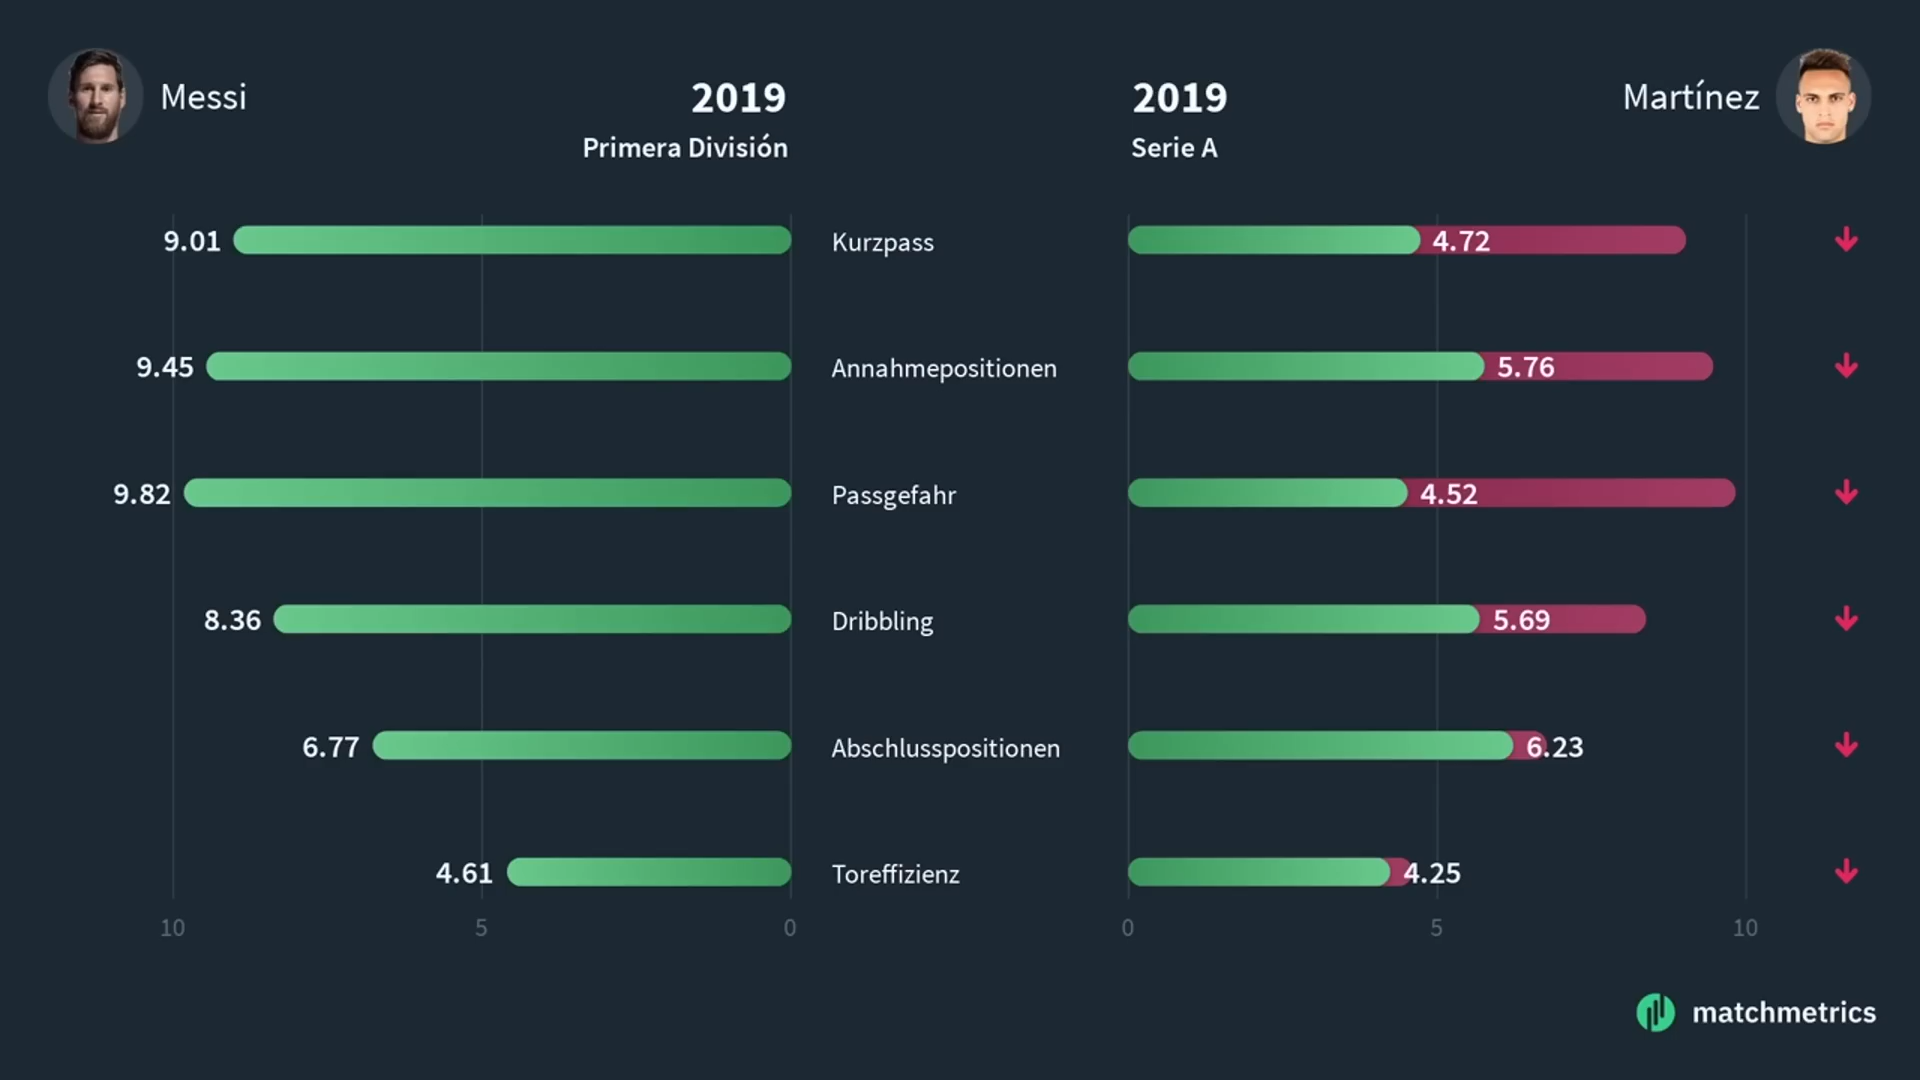 Messi
2019
2019
Martínez
Primera División
Serie A
9.01
Kurzpass
4.72
9.45
Annahmepositionen
5.76
9.82
Passgefahr
4.52
8.36
Dribbling
5.69
6.77
Abschlusspositionen
6.23
4.61
Toreffizienz
4.25
10
5
0
0
5
10
matchmetrics